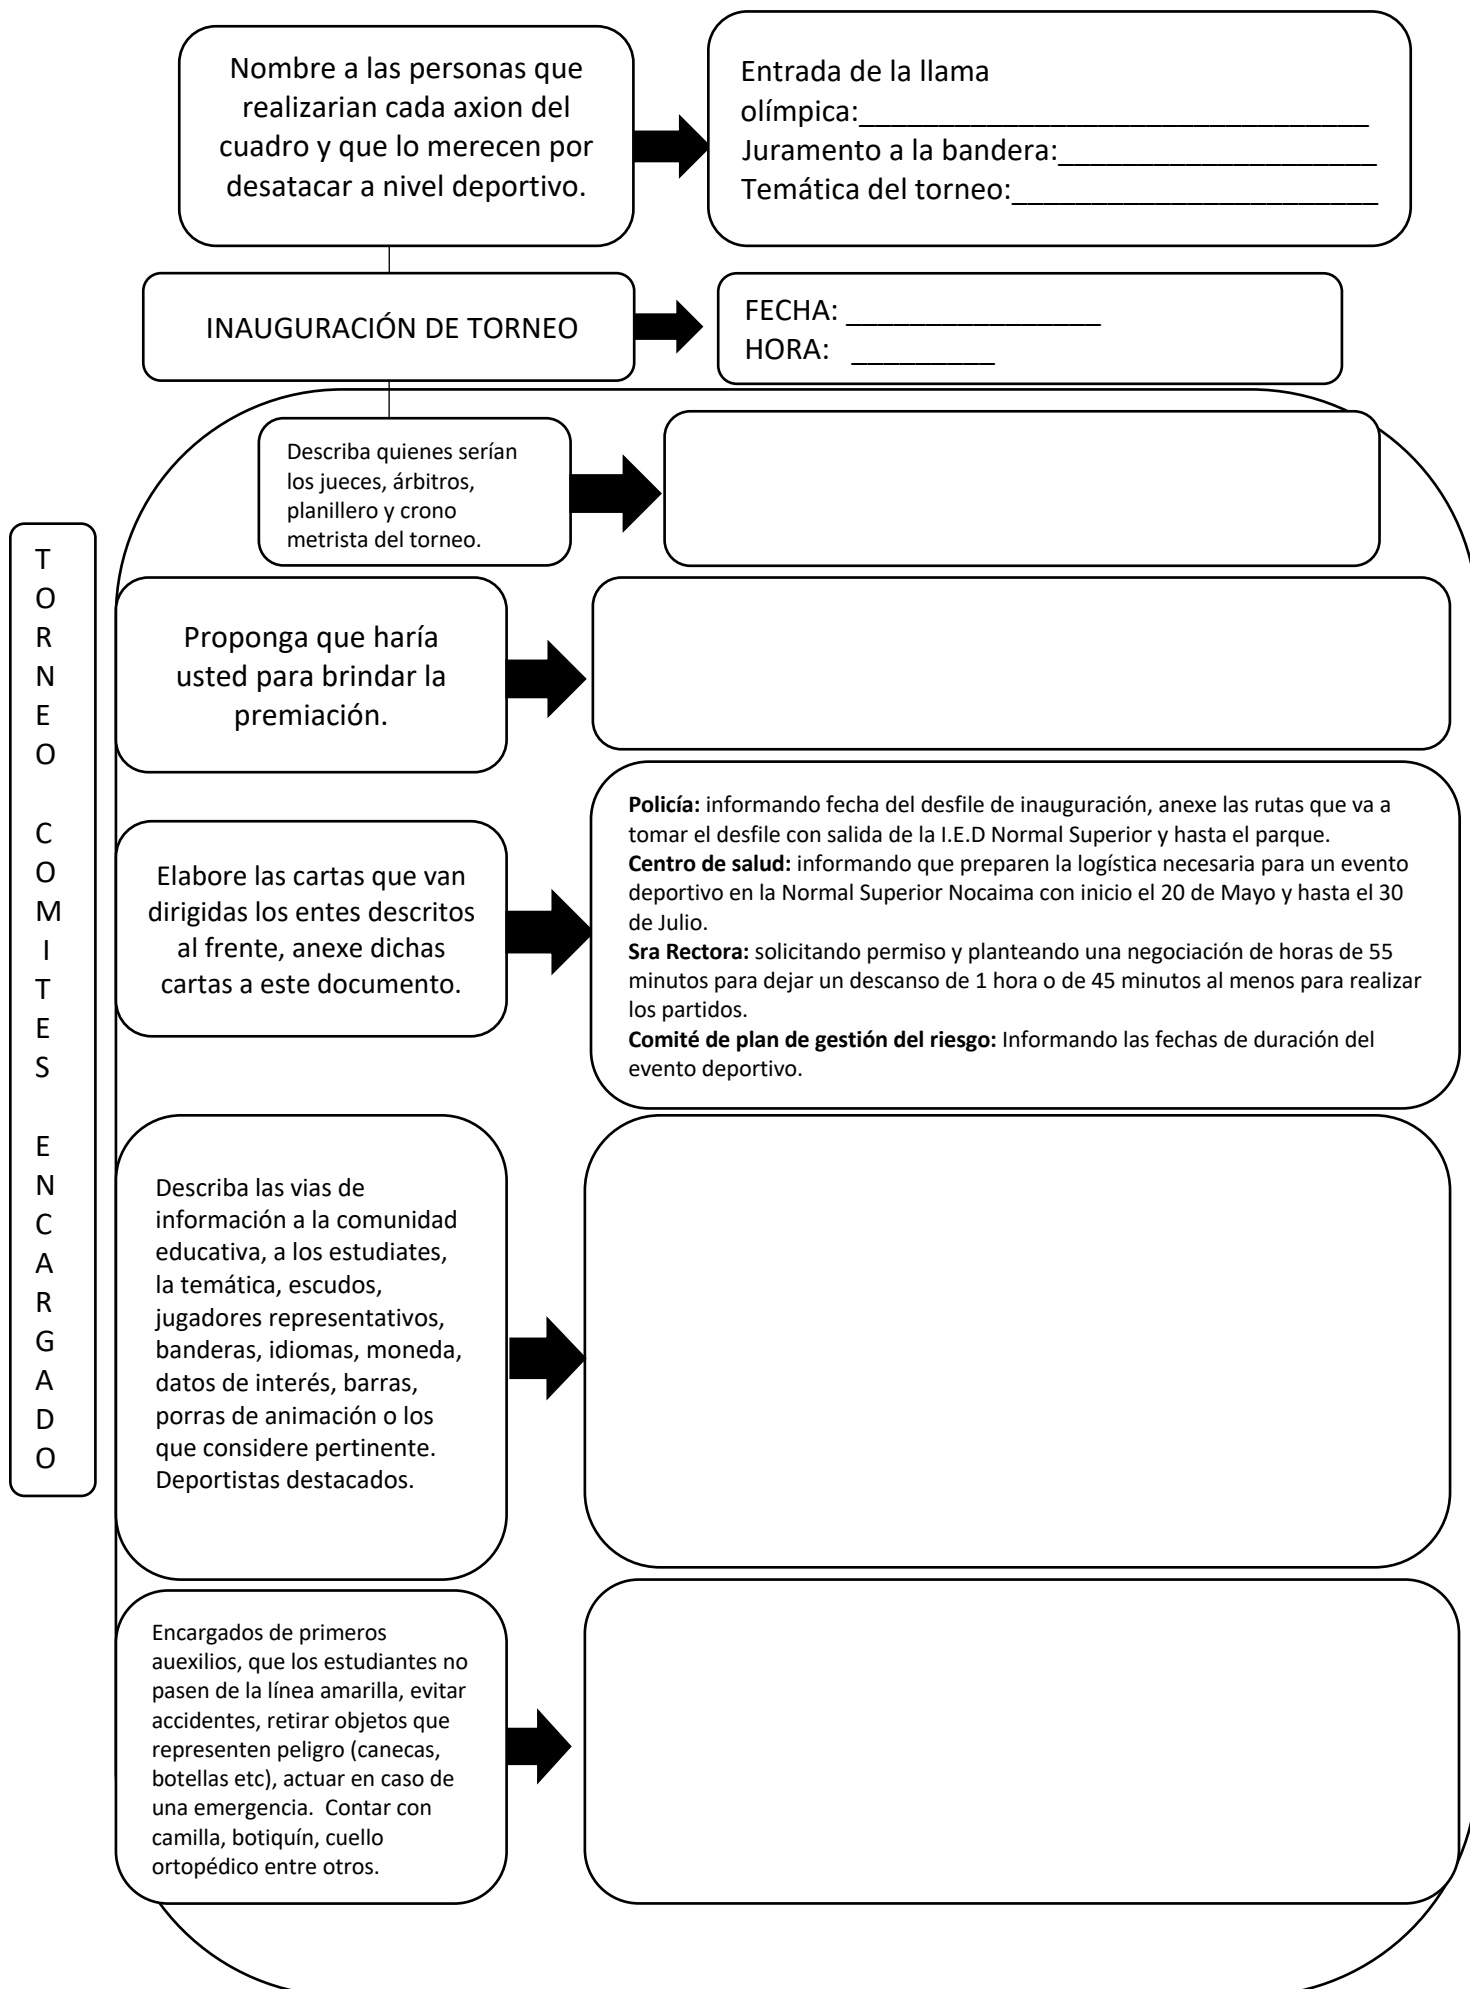 Nombre a las personas que
realizarian cada axion del
cuadro y que lo merecen por
desatacar a nivel deportivo.
Entrada de la llama
olímpica:________________________________
Juramento a la bandera:____________________
Temática del torneo:_______________________
INAUGURACIÓN DE TORNEO
FECHA: ________________
HORA: _________
Describa quienes serían
los jueces, árbitros,
planillero y crono
metrista del torneo.
T
O
R
N
E
O
C
O
M
I
T
E
S
E
N
C
A
R
G
A
D
O
Proponga que haría
usted para brindar la
premiación.
Elabore las cartas que van
dirigidas los entes descritos
al frente, anexe dichas
cartas a este documento.
Policía: informando fecha del desfile de inauguración, anexe las rutas que va a
tomar el desfile con salida de la I.E.D Normal Superior y hasta el parque.
Centro de salud: informando que preparen la logística necesaria para un evento
deportivo en la Normal Superior Nocaima con inicio el 20 de Mayo y hasta el 30
de Julio.
Sra Rectora: solicitando permiso y planteando una negociación de horas de 55
minutos para dejar un descanso de 1 hora o de 45 minutos al menos para realizar
los partidos.
Comité de plan de gestión del riesgo: Informando las fechas de duración del
evento deportivo.
Describa las vias de
información a la comunidad
educativa, a los estudiates,
la temática, escudos,
jugadores representativos,
banderas, idiomas, moneda,
datos de interés, barras,
porras de animación o los
que considere pertinente.
Deportistas destacados.
Encargados de primeros
auexilios, que los estudiantes no
pasen de la línea amarilla, evitar
accidentes, retirar objetos que
representen peligro (canecas,
botellas etc), actuar en caso de
una emergencia.  Contar con
camilla, botiquín, cuello
ortopédico entre otros.